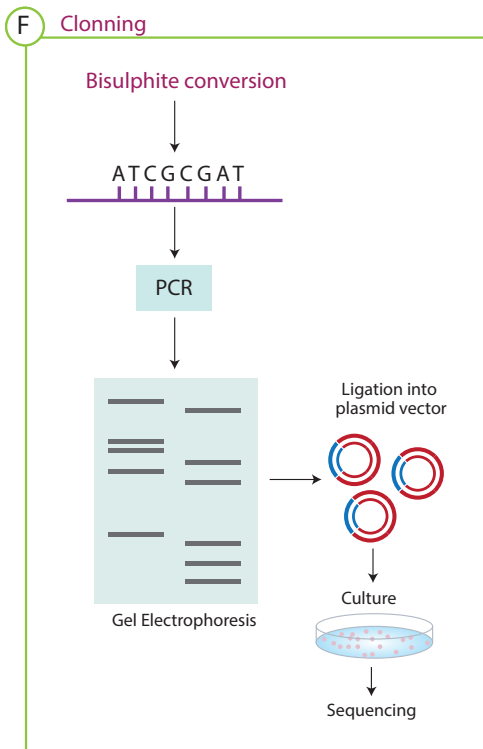 F
Clonning
Bisulphite conversion
ATCGCGAT
PCR
Ligation into
plasmid vector
Gel Electrophoresis
Culture
Sequencing